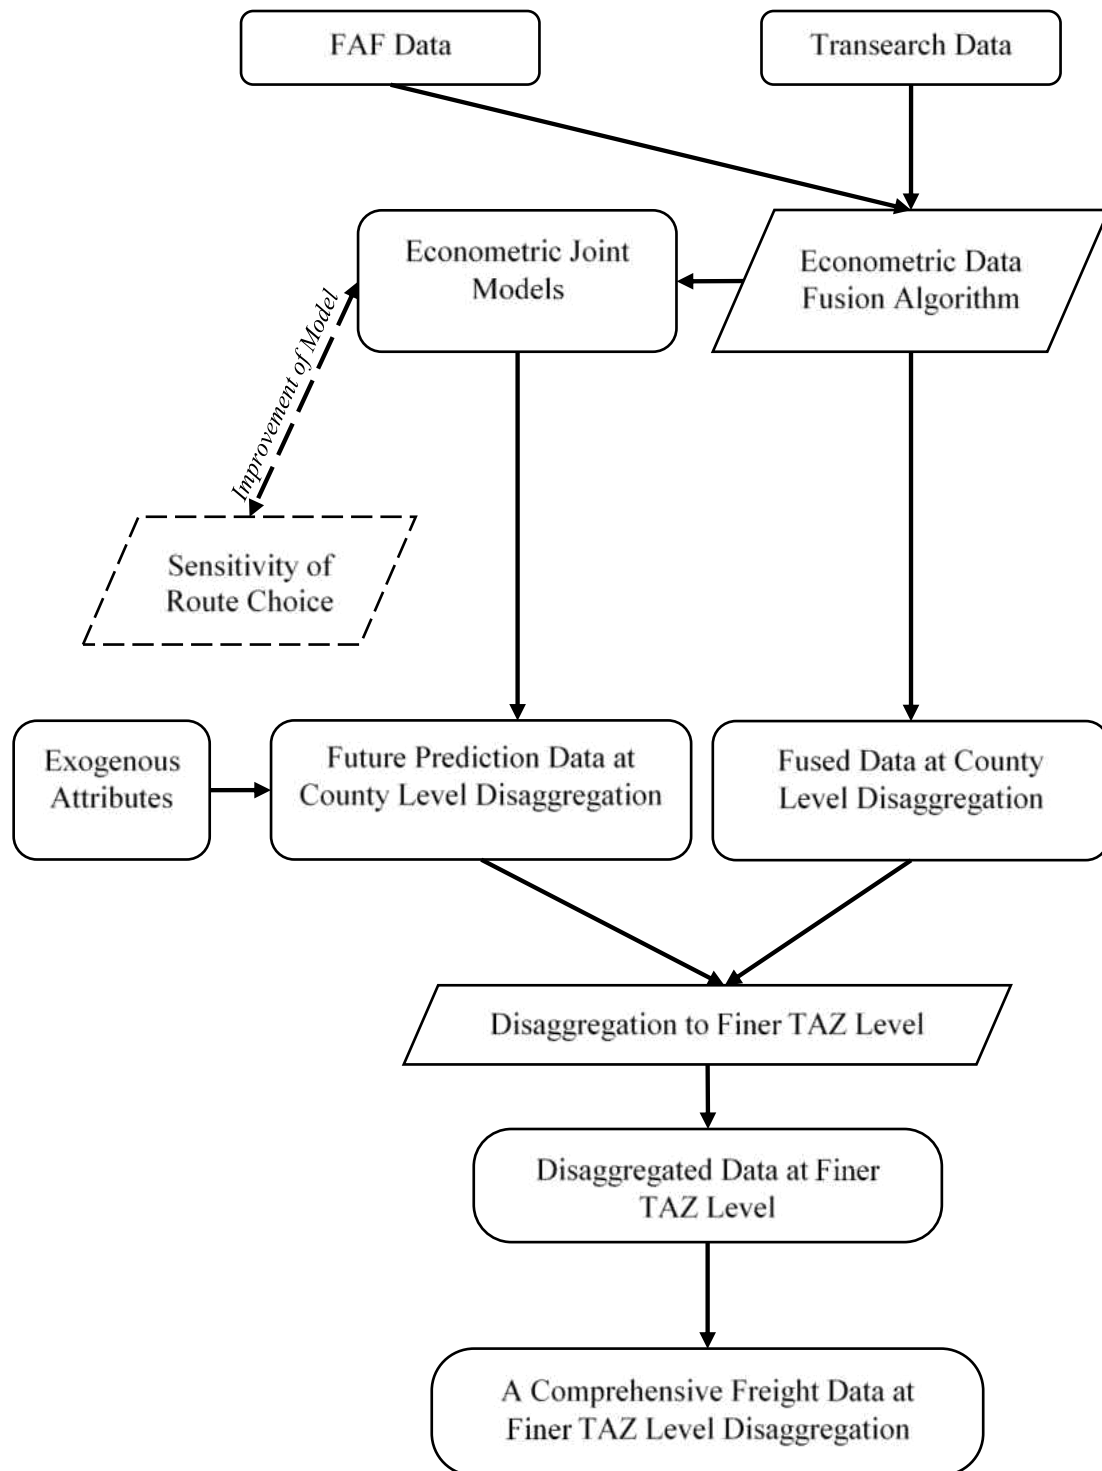 FAF Data
Transearch Data
Econometric Joint
Models
Econometric Data
Fusion Algorithm
Improvement of Model
Sensitivity of
Route Choice
Exogenous
Attributes
Future Prediction Data at
County Level Disaggregation
Fused Data at County
Level Disaggregation
Disaggregation to Finer TAZ Level
Disaggregated Data at Finer
TAZ Level
A Comprehensive Freight Data at
Finer TAZ Level Disaggregation